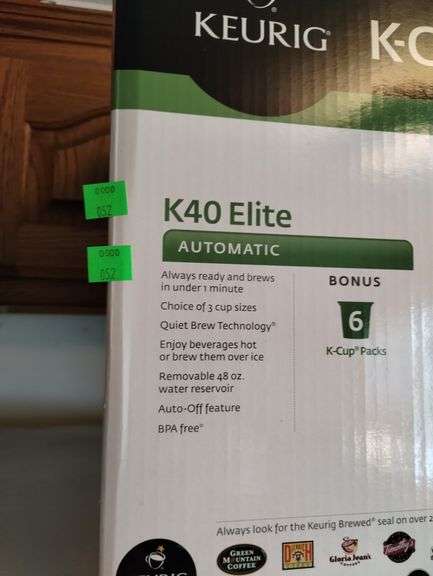 KEURIG® K-C
0000
052
K40 Elite
0000
052
AUTOMATIC
Always ready and brews
in under 1 minute
Choice of 3 cup sizes
Quiet Brew Technology®
Enjoy beverages hot
or brew them over ice
Removable 48 oz.
water reservoir
Auto-Off feature
BPA free®
BONUS
6
K-Cup® Packs
Always look for the Keurig Brewed® seal on over 2
GREEN
MOUNTAIN
COFFEE
Gloria Jean's
COFFEES
KEURIG